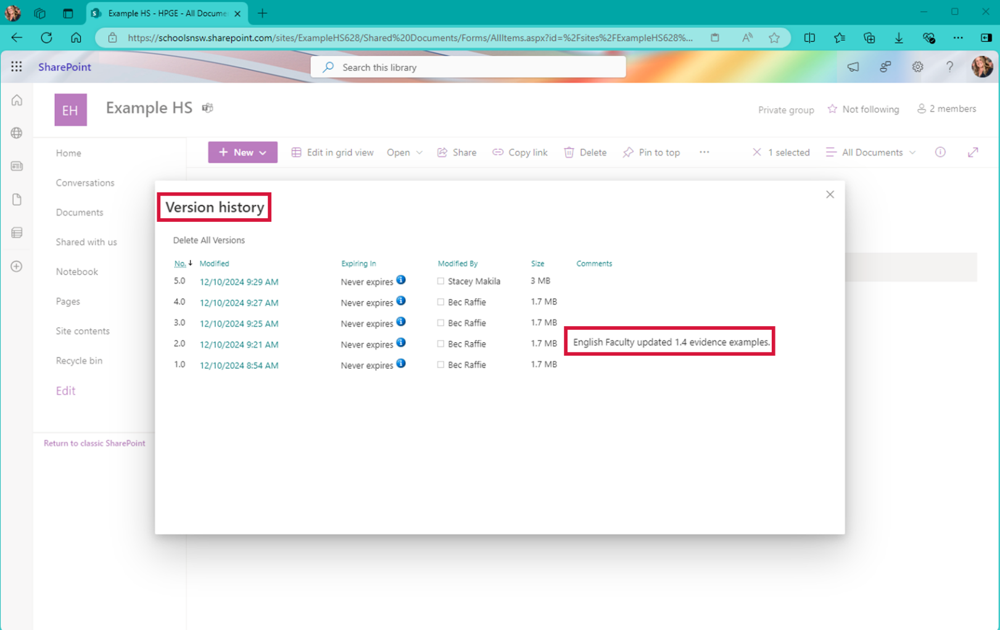 Example HS - HPGE - All Docume
https://schoolsnsw.sharepoint.com/sites/ExampleHS628/Shared%20Documents/Forms/AllItems.aspx?id=%2Fsites%2FExampleHS628%...
SharePoint
Search this library
EH
Example HS
Private group
Not following
2 members
+ New
Edit in grid view
Open
Share
Copy link
Delete
Pin to top
...
1 selected
All Documents
Home
Conversations
Documents
Shared with us
Notebook
Pages
Site contents
Recycle bin
Edit
Return to classic SharePoint
Version history
Delete All Versions
No. Modified Expiring In Modified By Size Comments
5.0 12/10/2024 9:29 AM Never expires Stacey Makila 3 MB
4.0 12/10/2024 9:27 AM Never expires Bec Raffie 1.7 MB
3.0 12/10/2024 9:25 AM Never expires Bec Raffie 1.7 MB
2.0 12/10/2024 9:21 AM Never expires Bec Raffie 1.7 MB English Faculty updated 1.4 evidence examples.
1.0 12/10/2024 8:54 AM Never expires Bec Raffie 1.7 MB